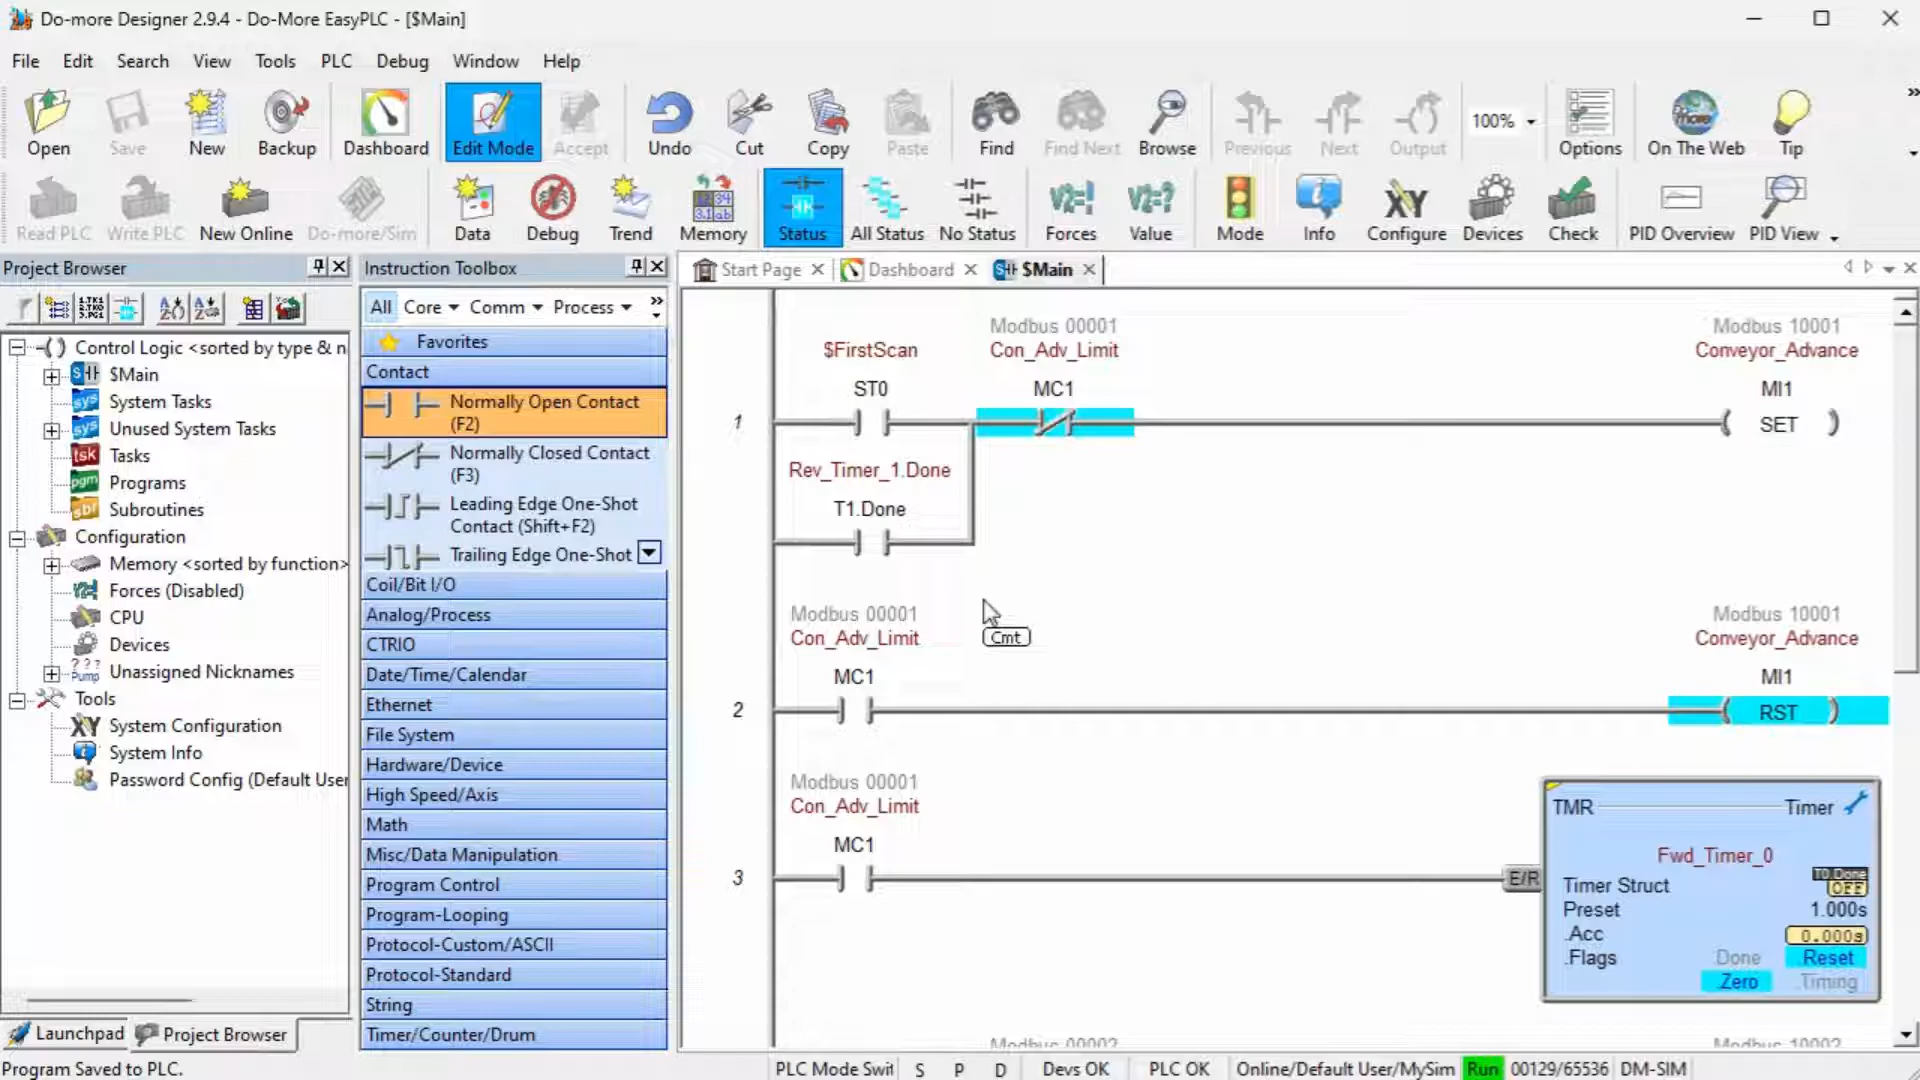 Do-more Designer 2.9.4 - Do-More EasyPLC - [$Main]
File Edit Search View Tools PLC Debug Window Help
Open Save New Backup Dashboard Edit Mode Accept Undo Cut Copy Paste Find Find Next Browse Previous Next Output 100% Options On The Web Tip
Read PLC Write PLC New Online Do-more/Sim Data Debug Trend Memory Status All Status No Status Forces Value Mode Info Configure Devices Check PID Overview PID View
Project Browser
Control Logic <sorted by type & n
$Main
System Tasks
Unused System Tasks
Tasks
Programs
Subroutines
Configuration
Memory <sorted by function>
Forces (Disabled)
CPU
Devices
Unassigned Nicknames
Tools
System Configuration
System Info
Password Config (Default User
Launchpad Project Browser
Instruction Toolbox
All Core Comm Process
Favorites
Contact
Normally Open Contact
(F2)
Normally Closed Contact
(F3)
Leading Edge One-Shot
Contact (Shift+F2)
Trailing Edge One-Shot
Coil/Bit I/O
Analog/Process
CTRIO
Date/Time/Calendar
Ethernet
File System
Hardware/Device
High Speed/Axis
Math
Misc/Data Manipulation
Program Control
Program-Looping
Protocol-Custom/ASCII
Protocol-Standard
String
Timer/Counter/Drum
Start Page Dashboard $Main
Modbus 00001 Modbus 10001
$FirstScan Con_Adv_Limit Conveyor_Advance
ST0 MC1 MI1
1 SET
Rev_Timer_1.Done
T1.Done
Cmt
Modbus 00001 Modbus 10001
Con_Adv_Limit Conveyor_Advance
MC1 MI1
2 RST
Modbus 00001
Con_Adv_Limit
MC1
3 E/R
TMR Timer
Fwd_Timer_0
T0.Done
Timer Struct OFF
Preset 1.000s
.Acc 0.000s
.Flags .Done .Reset
.Zero .Timing
Modbus 00002 Modbus 10002
Program Saved to PLC. PLC Mode Swit S P D Devs OK PLC OK Online/Default User/MySim Run 00129/65536 DM-SIM